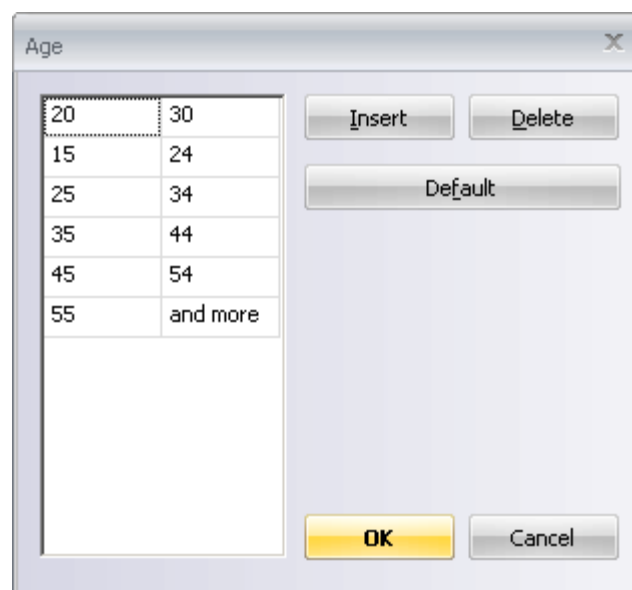 Age
20 30
15 24
25 34
35 44
45 54
55 and more
Insert Delete
Default
OK Cancel